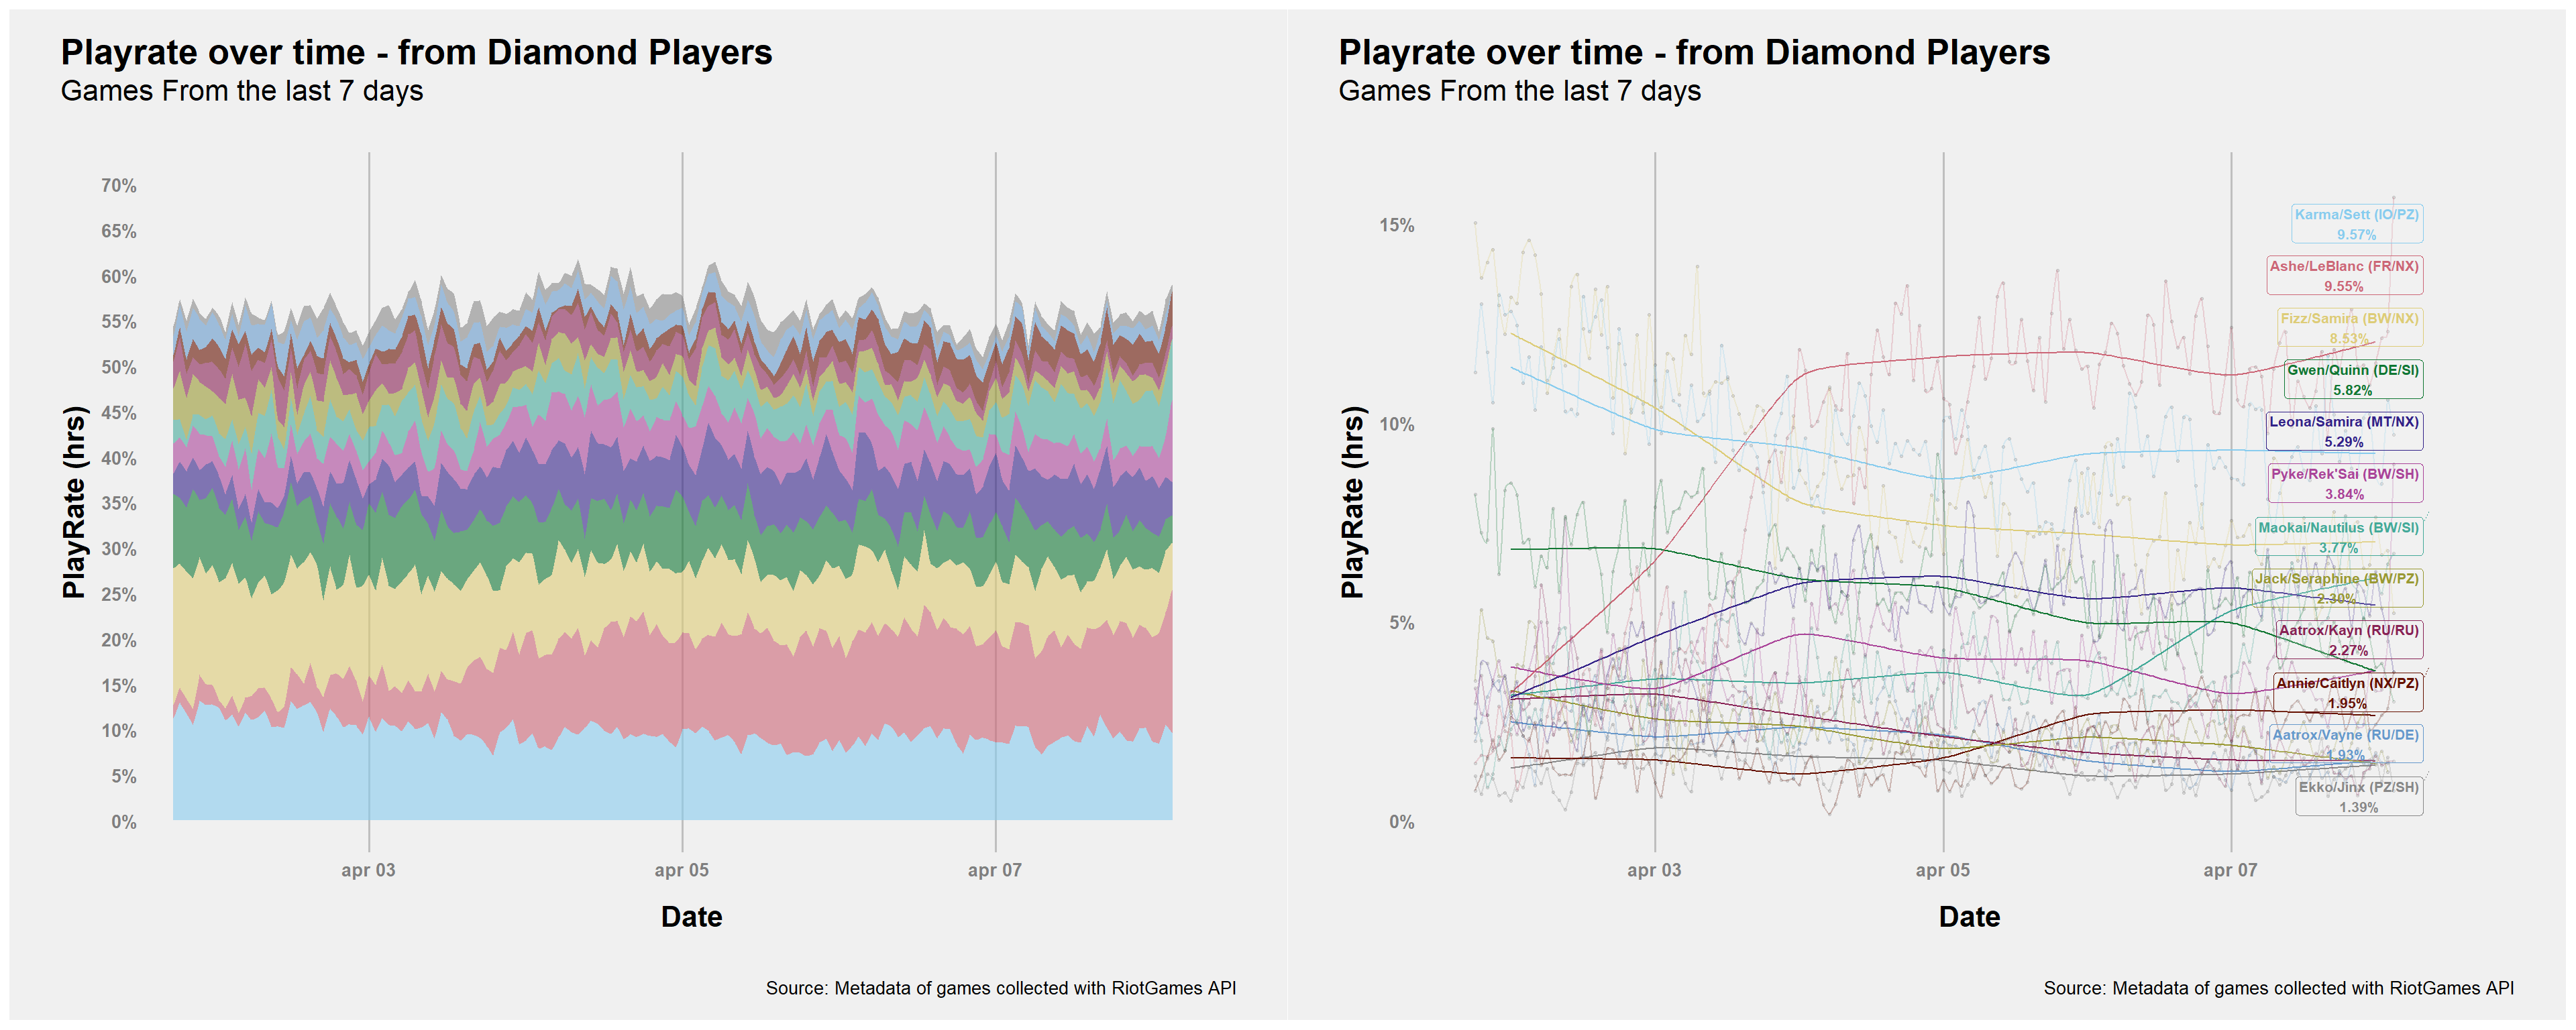 Playrate over time - from Diamond Players
Games From the last 7 days
PlayRate (hrs)
70%
65%
60%
55%
50%
45%
40%
35%
30%
25%
20%
15%
10%
5%
0%
apr 03
apr 05
apr 07
Date
Source: Metadata of games collected with RiotGames API
Playrate over time - from Diamond Players
Games From the last 7 days
PlayRate (hrs)
15%
10%
5%
0%
Karma/Sett (IO/PZ)
9.57%
Ashe/LeBlanc (FR/NX)
9.55%
Fizz/Samira (BW/NX)
8.53%
Gwen/Quinn (DE/SI)
5.82%
Leona/Samira (MT/NX)
5.29%
Pyke/Rek'Sai (BW/SH)
3.84%
Maokai/Nautilus (BW/SI)
3.77%
Jack/Seraphine (BW/PZ)
2.30%
Aatrox/Kayn (RU/RU)
2.27%
Annie/Caitlyn (NX/PZ)
1.95%
Aatrox/Vayne (RU/DE)
1.93%
Ekko/Jinx (PZ/SH)
1.39%
apr 03
apr 05
apr 07
Date
Source: Metadata of games collected with RiotGames API